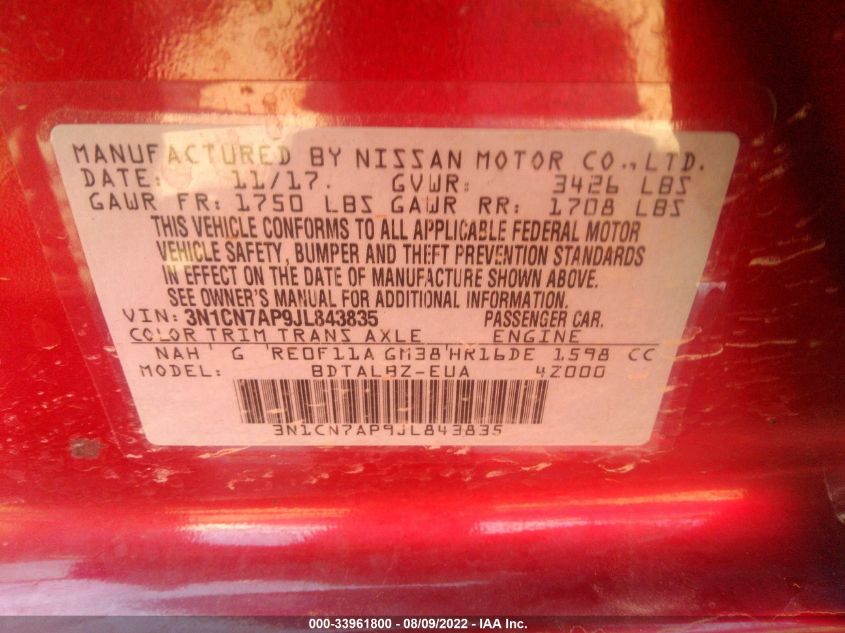 MANUFACTURED BY NISSAN MOTOR CO., LTD.
DATE: 11/17. GVWR: 3426 LBS
GAWR FR: 1750 LBS GAWR RR: 1708 LBS
THIS VEHICLE CONFORMS TO ALL APPLICABLE FEDERAL MOTOR
VEHICLE SAFETY, BUMPER AND THEFT PREVENTION STANDARDS
IN EFFECT ON THE DATE OF MANUFACTURE SHOWN ABOVE.
SEE OWNER'S MANUAL FOR ADDITIONAL INFORMATION.
VIN: 3N1CN7AP9JL843835 PASSENGER CAR.
COLOR TRIM TRANS AXLE ENGINE
NAH G RE0F11A GM38 HR16DE 1598 CC
MODEL: BDTALBZ-EUA 4Z000
3N1CN7AP9JL843835
000-33961800 - 08/09/2022 - IAA Inc.